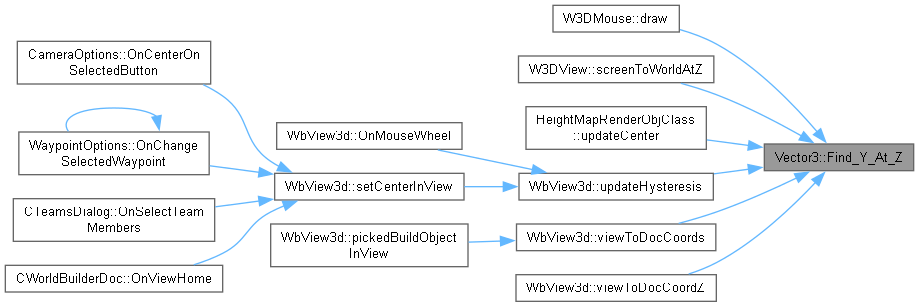 W3DMouse::draw
CameraOptions::OnCenterOn
SelectedButton
W3DView::screenToWorldAtZ
HeightMapRenderObjClass
::updateCenter
WbView3d::OnMouseWheel
WaypointOptions::OnChange
SelectedWaypoint
Vector3::Find_Y_At_Z
WbView3d::setCenterInView
WbView3d::updateHysteresis
CTeamsDialog::OnSelectTeam
Members
WbView3d::pickedBuildObject
InView
WbView3d::viewToDocCoords
CWorldBuilderDoc::OnViewHome
WbView3d::viewToDocCoordZ